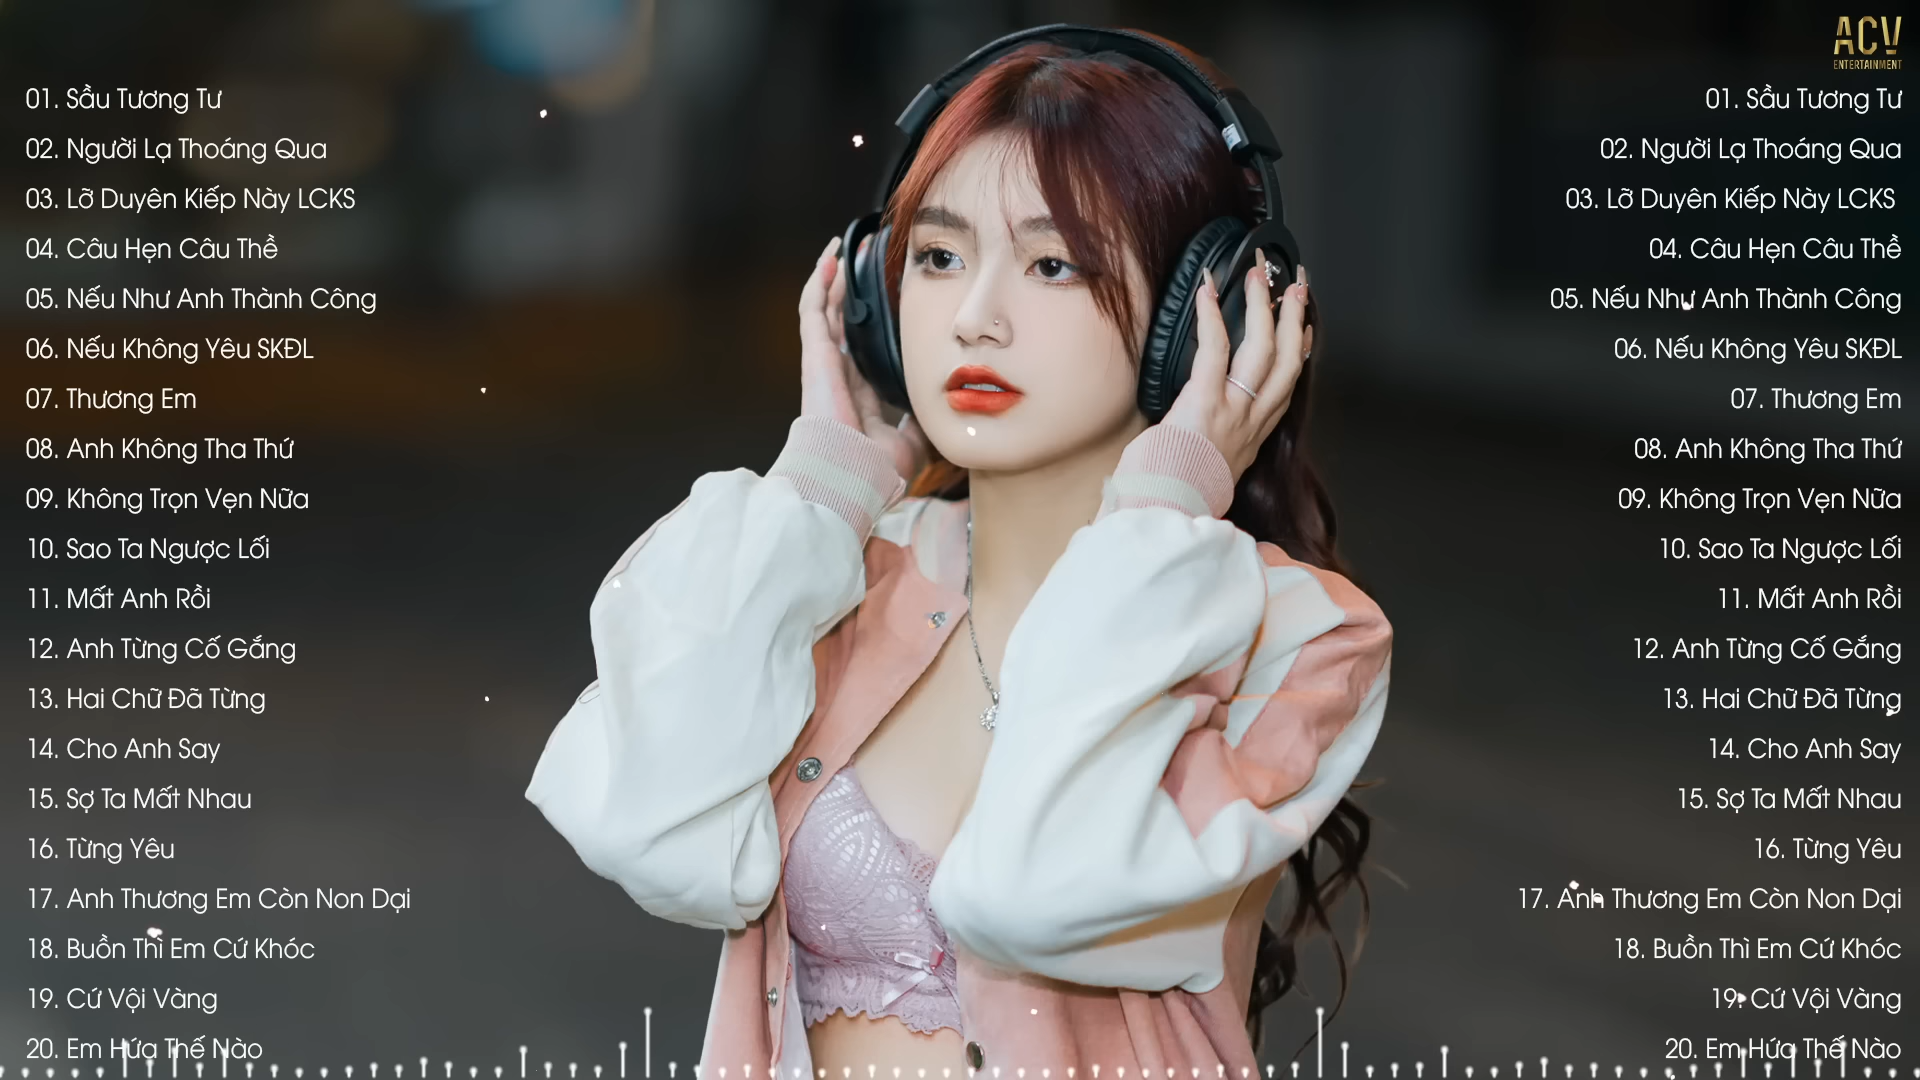 ACV
ENTERTAINMENT
01. Sầu Tương Tư
02. Người Lạ Thoáng Qua
03. Lỡ Duyên Kiếp Này LCKS
04. Câu Hẹn Câu Thề
05. Nếu Như Anh Thành Công
06. Nếu Không Yêu SKĐL
07. Thương Em
08. Anh Không Tha Thứ
09. Không Trọn Vẹn Nữa
10. Sao Ta Ngược Lối
11. Mất Anh Rồi
12. Anh Từng Cố Gắng
13. Hai Chữ Đã Từng
14. Cho Anh Say
15. Sợ Ta Mất Nhau
16. Từng Yêu
17. Anh Thương Em Còn Non Dại
18. Buồn Thì Em Cứ Khóc
19. Cứ Vội Vàng
20. Em Hứa Thế Nào
01. Sầu Tương Tư
02. Người Lạ Thoáng Qua
03. Lỡ Duyên Kiếp Này LCKS
04. Câu Hẹn Câu Thề
05. Nếu Như Anh Thành Công
06. Nếu Không Yêu SKĐL
07. Thương Em
08. Anh Không Tha Thứ
09. Không Trọn Vẹn Nữa
10. Sao Ta Ngược Lối
11. Mất Anh Rồi
12. Anh Từng Cố Gắng
13. Hai Chữ Đã Từng
14. Cho Anh Say
15. Sợ Ta Mất Nhau
16. Từng Yêu
17. Anh Thương Em Còn Non Dại
18. Buồn Thì Em Cứ Khóc
19. Cứ Vội Vàng
20. Em Hứa Thế Nào